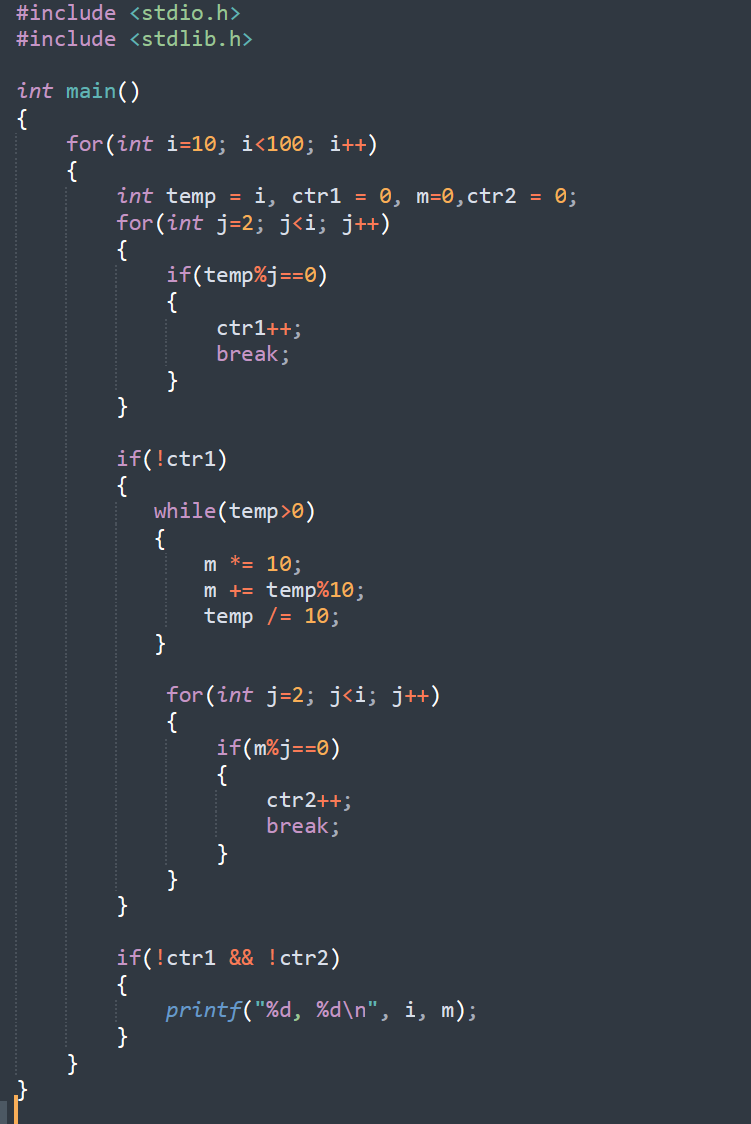 #include <stdio.h>
#include <stdlib.h>

int main()
{
    for(int i=10; i<100; i++)
    {
        int temp = i, ctr1 = 0, m=0,ctr2 = 0;
        for(int j=2; j<i; j++)
        {
            if(temp%j==0)
            {
                ctr1++;
                break;
            }
        }

        if(!ctr1)
        {
           while(temp>0)
           {
               m *= 10;
               m += temp%10;
               temp /= 10;
           }

            for(int j=2; j<i; j++)
            {
                if(m%j==0)
                {
                    ctr2++;
                    break;
                }
            }
        }

        if(!ctr1 && !ctr2)
        {
            printf("%d, %d\n", i, m);
        }
    }
}